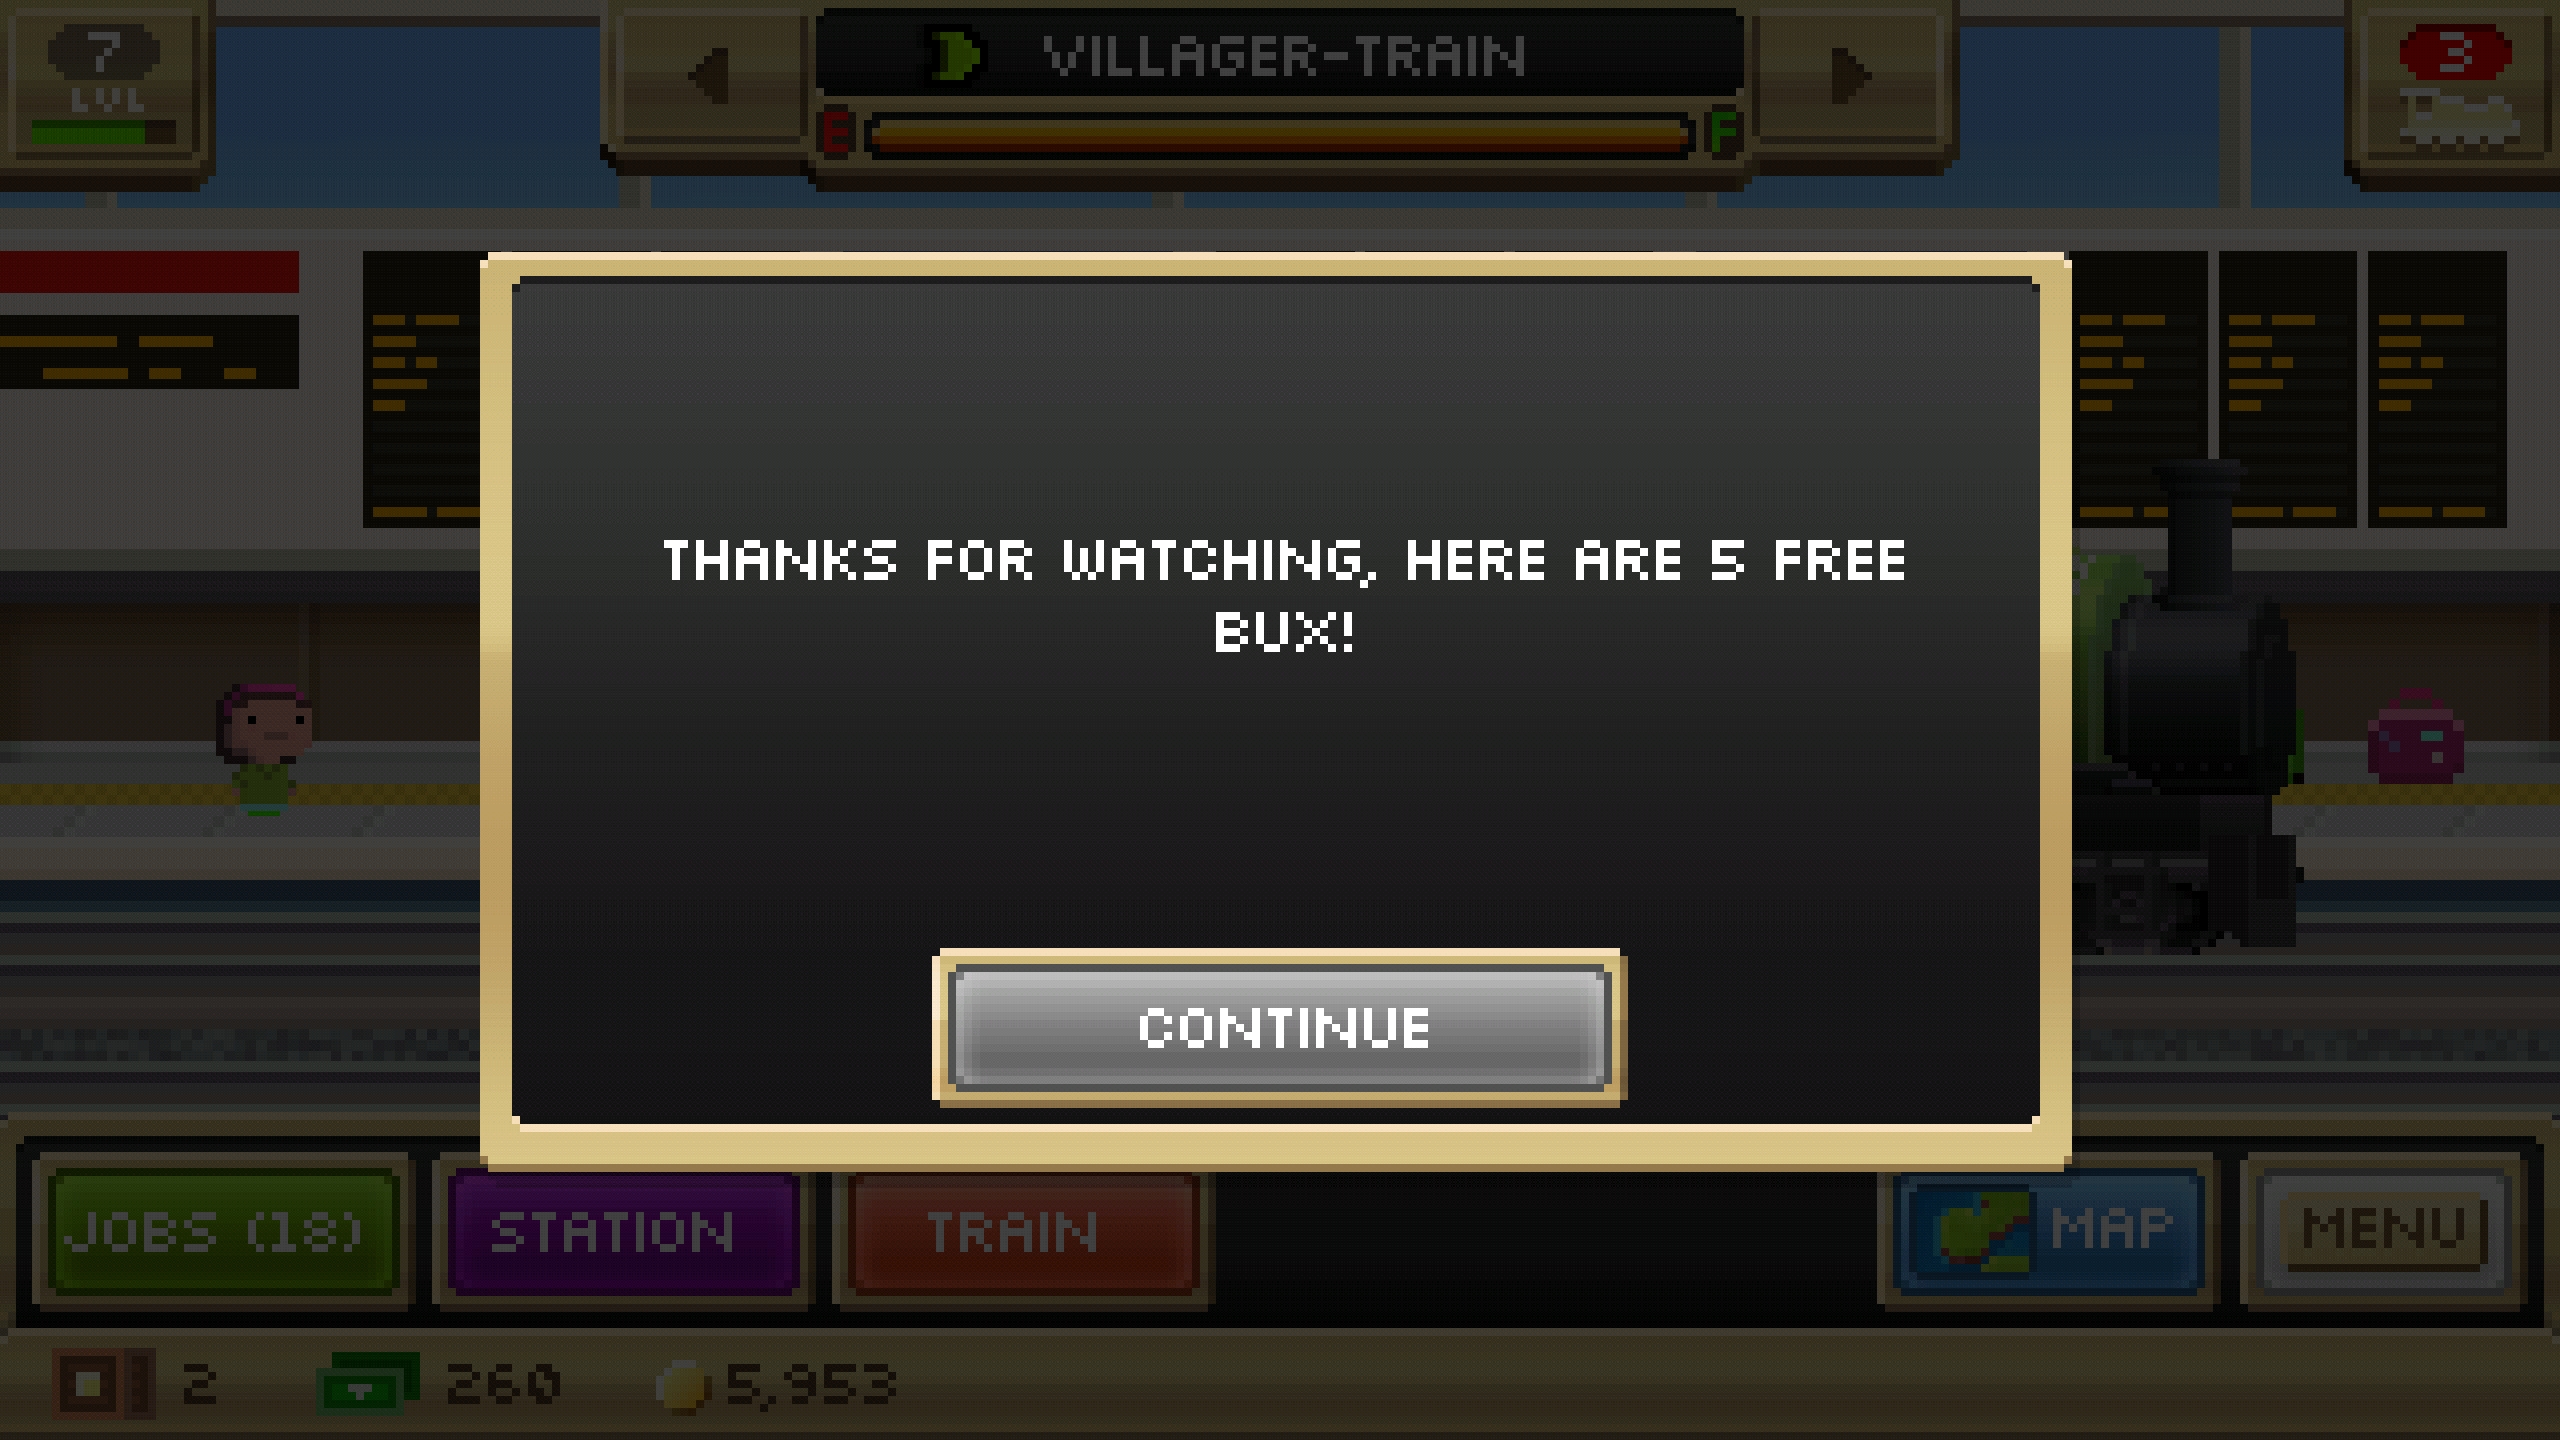 7
LVL
VILLAGER-TRAIN
E
F
3
THANKS FOR WATCHING, HERE ARE 5 FREE
BUX!
CONTINUE
JOBS (18)
STATION
TRAIN
MAP
MENU
2
260
5,953